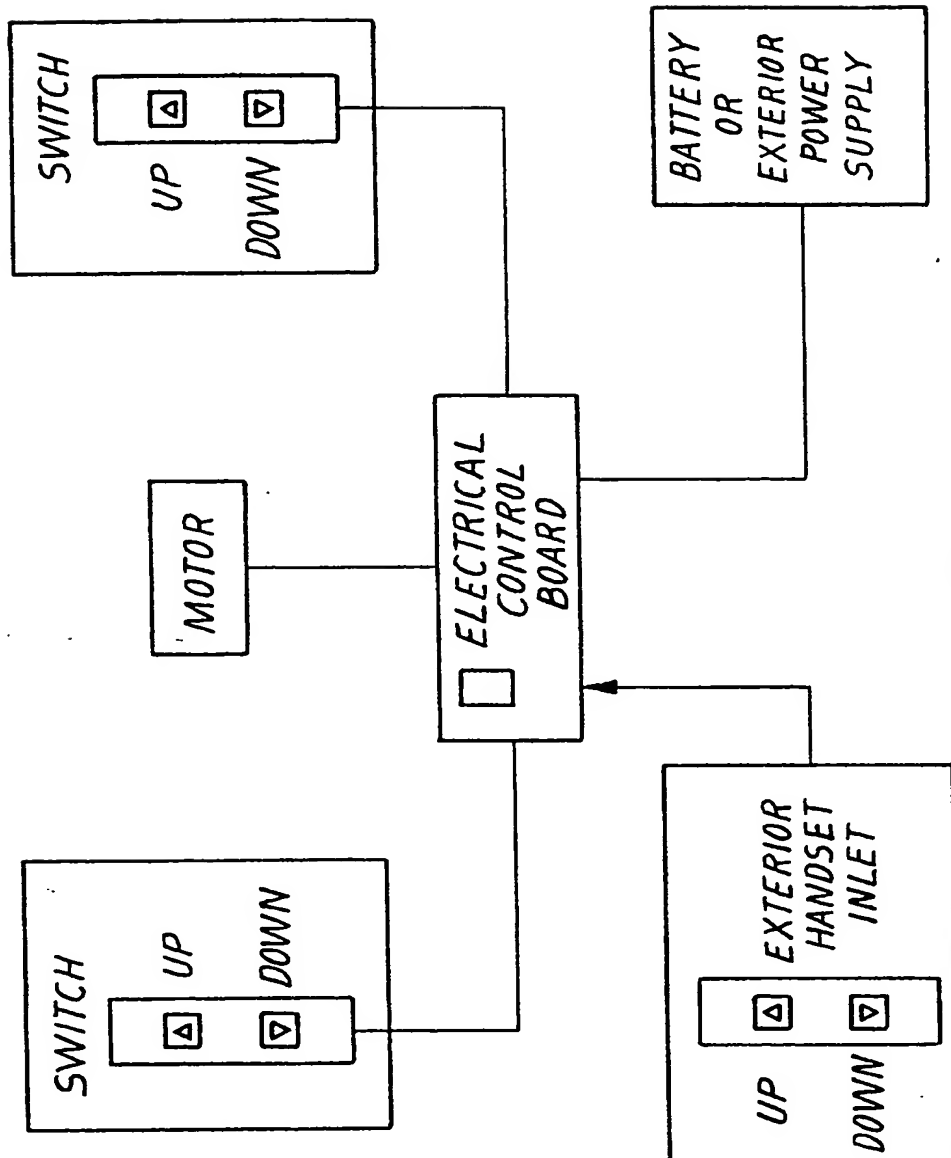 SWITCH
UP
DOWN
MOTOR
SWITCH
UP
DOWN
ELECTRICAL
CONTROL
BOARD
UP
DOWN
EXTERIOR
HANDSET
INLET
BATTERY
OR
EXTERIOR
POWER
SUPPLY